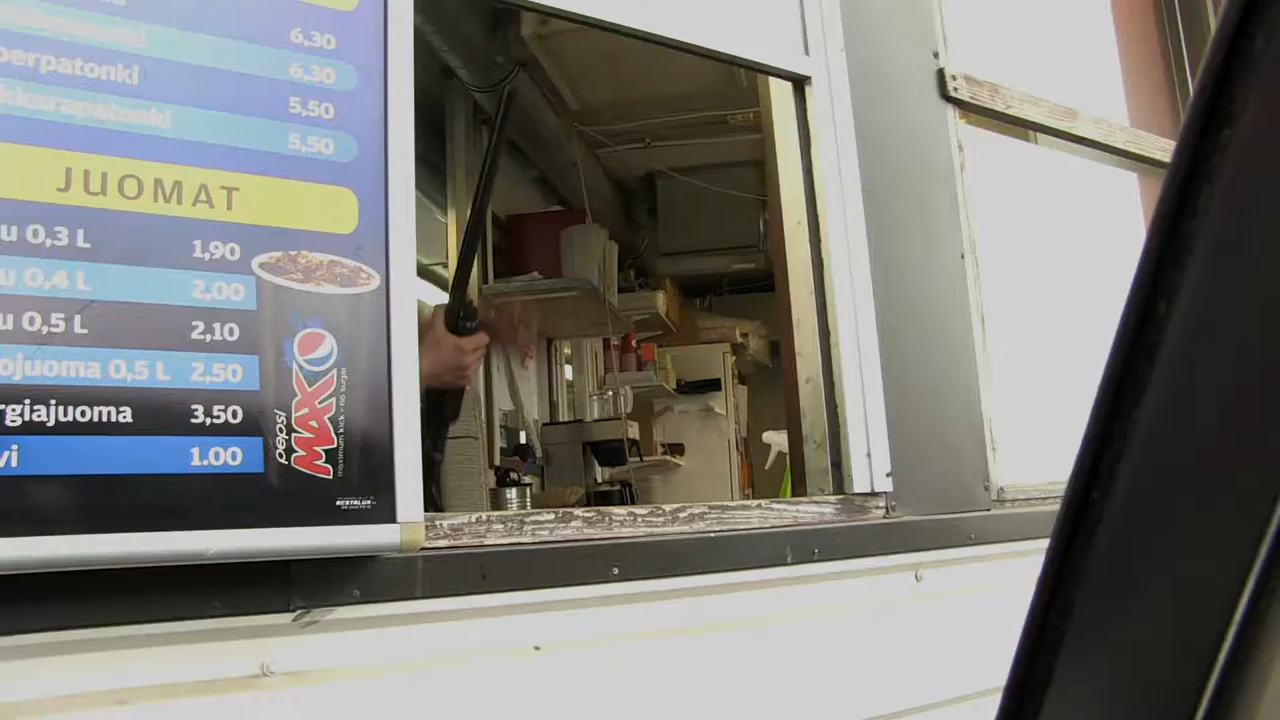 6,30
6,30
5,50
5,50
JUOMAT
u 0,3 L 1,90
u 0,4 L 2,00
u 0,5 L 2,10
ojuoma 0,5 L 2,50
rgiajuoma 3,50
vi 1.00
pepsi
MAX
maximum kick • no sugar
RESTALUX